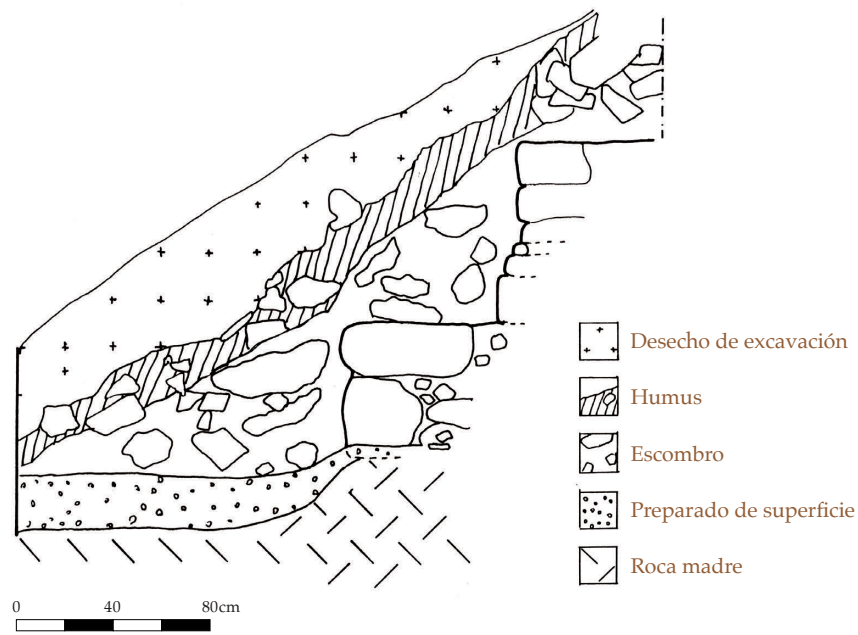 Desecho de excavación
Humus
Escombro
Preparado de superficie
Roca madre
0 40 80cm